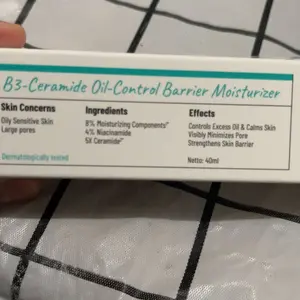 B3-Ceramide Oil-Control Barrier Moisturizer
Skin Concerns
Oily Sensitive Skin
Large pores
Dermatologically tested
Ingredients
8% Moisturizing Components
4% Niacinamide
5X Ceramide
Effects
Controls Excess Oil & Calms Skin
Visibly Minimizes Pore
Strengthens Skin Barrier
Netto: 40ml